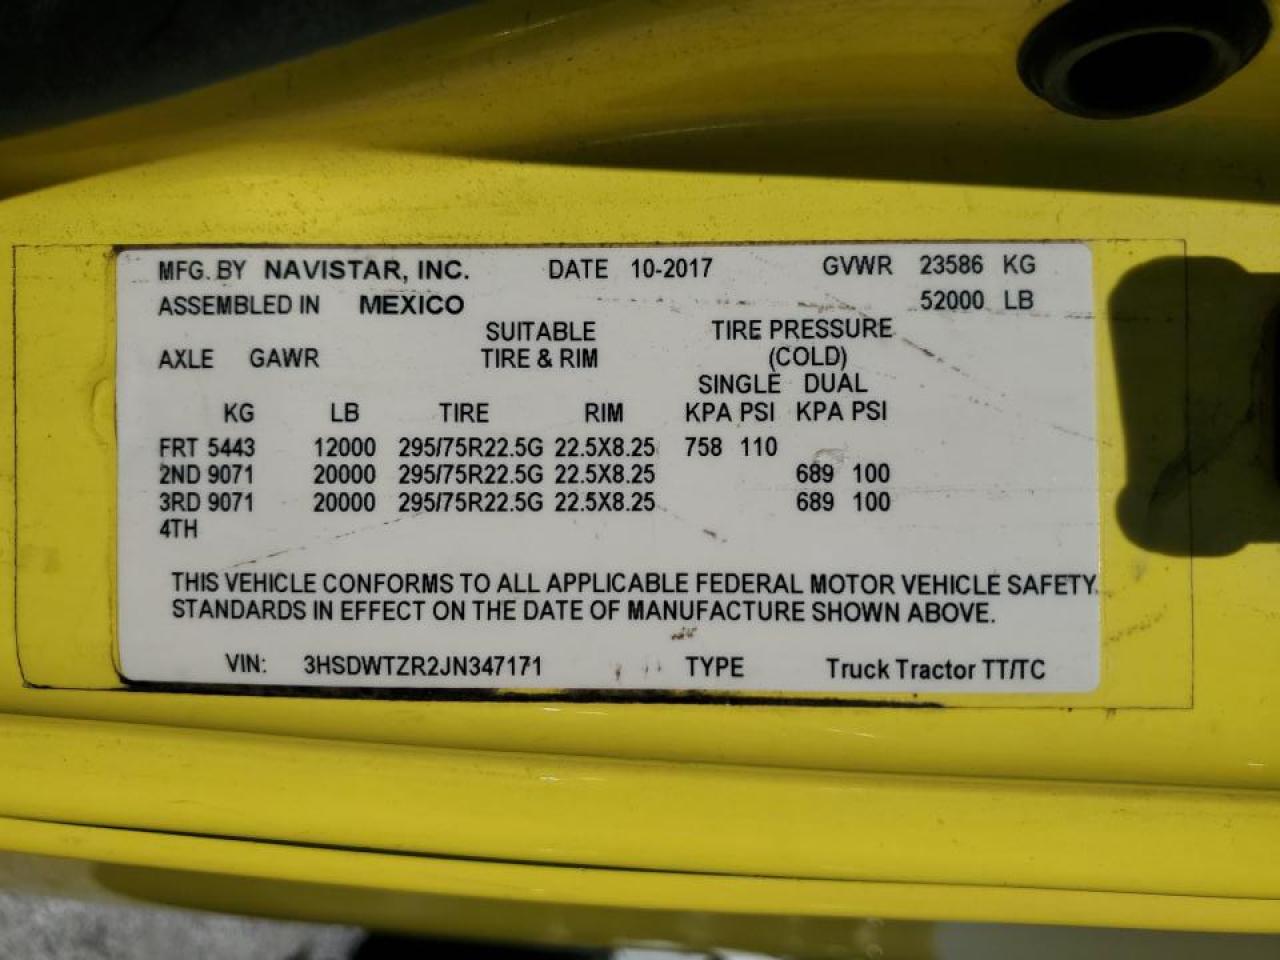 MFG. BY NAVISTAR, INC. DATE 10-2017 GVWR 23586 KG
ASSEMBLED IN MEXICO 52000 LB
SUITABLE TIRE PRESSURE
AXLE GAWR TIRE & RIM (COLD)
SINGLE DUAL
KG LB TIRE RIM KPA PSI KPA PSI
FRT 5443 12000 295/75R22.5G 22.5X8.25 758 110
2ND 9071 20000 295/75R22.5G 22.5X8.25 689 100
3RD 9071 20000 295/75R22.5G 22.5X8.25 689 100
4TH
THIS VEHICLE CONFORMS TO ALL APPLICABLE FEDERAL MOTOR VEHICLE SAFETY
STANDARDS IN EFFECT ON THE DATE OF MANUFACTURE SHOWN ABOVE.
VIN: 3HSDWTZR2JN347171 TYPE Truck Tractor TT/TC